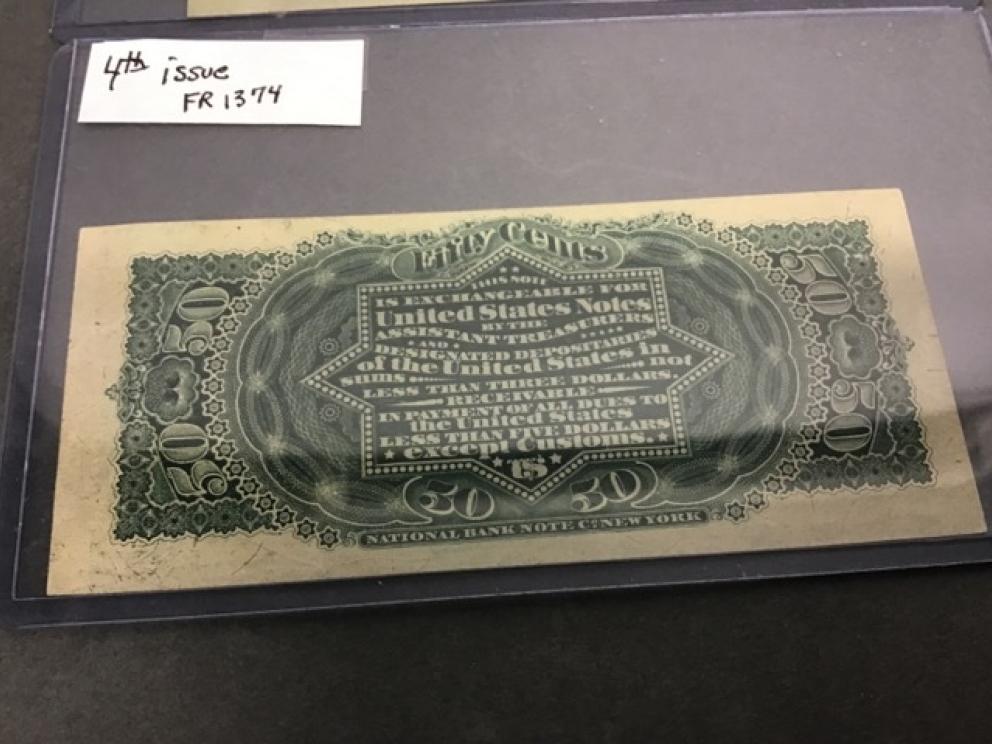 4th issue
FR 1374
Fifty Cents
THIS NOTE
IS EXCHANGEABLE FOR
United States Notes
BY THE
ASSISTANT TREASURERS
AND
DESIGNATED DEPOSITARIES
of the United States in
sums not
LESS THAN THREE DOLLARS.
RECEIVABLE
IN PAYMENT OF ALL DUES TO
the United States
LESS THAN FIVE DOLLARS
except Customs.
US
50 50
50 50
50 50
NATIONAL BANK NOTE CO. NEW YORK